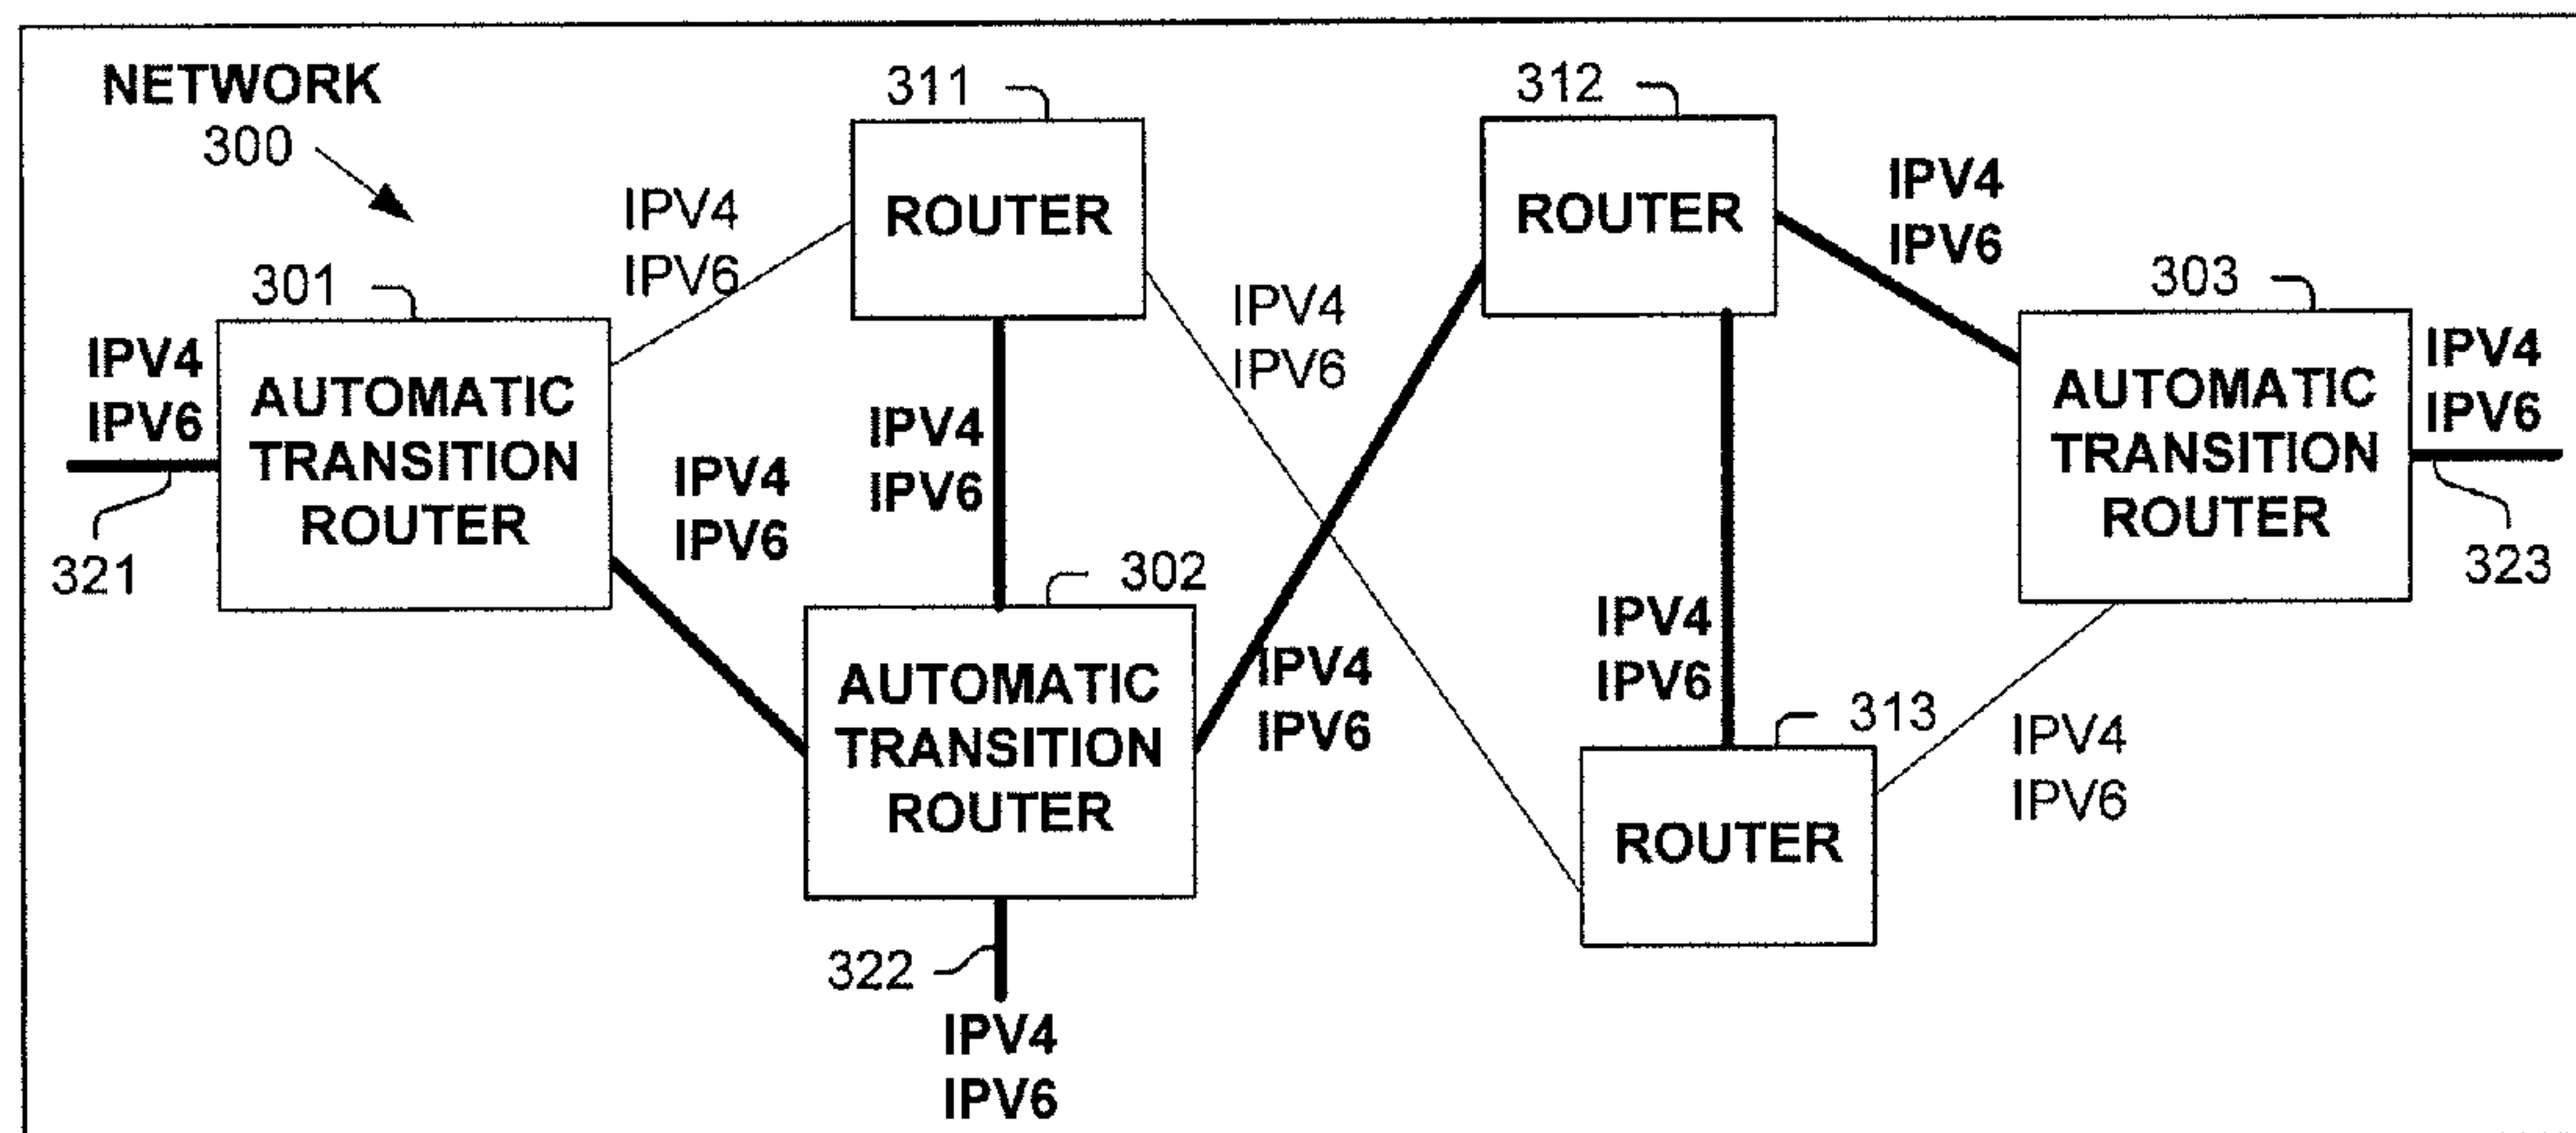 NETWORK
300
311
312
IPV4
IPV6
ROUTER
ROUTER
IPV4
IPV6
301
IPV4
IPV6
303
IPV4
IPV6
AUTOMATIC
TRANSITION
ROUTER
IPV4
IPV6
IPV4
IPV6
AUTOMATIC
TRANSITION
ROUTER
IPV4
IPV6
321
302
323
AUTOMATIC
TRANSITION
ROUTER
IPV4
IPV6
IPV4
IPV6
313
IPV4
IPV6
ROUTER
322
IPV4
IPV6